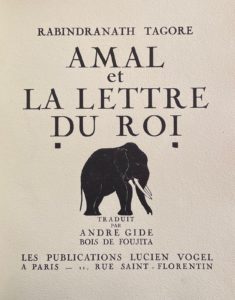 RABINDRANATH TAGORE
AMAL
et
LA LETTRE
DU ROI
TRADUIT
PAR
ANDRE GIDE
BOIS DE FOUJITA
LES PUBLICATIONS LUCIEN VOGEL
A PARIS — 11, RUE SAINT-FLORENTIN